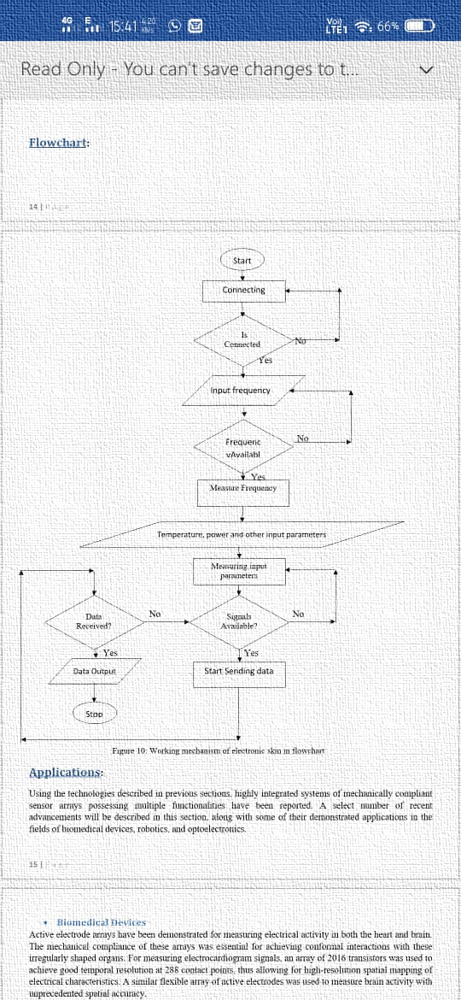 4G E 15:41 4.20 KB/s Vo) LTE1 66%
Read Only - You can't save changes to t...
Flowchart:
14 |
Start
Connecting
Is
Connected
No
Yes
Input frequency
Frequenc
yAvailabl
No
Yes
Measure Frequency
Temperature, power and other input parameters
Measuring input
parameters
Data
Received?
No
Signals
Available?
No
Yes
Yes
Data Output
Start Sending data
Stop
Figure 10: Working mechanism of electronic skin in flowchart
Applications:
Using the technologies described in previous sections, highly integrated systems of mechanically compliant
sensor arrays possessing multiple functionalities have been reported. A select number of recent
advancements will be described in this section, along with some of their demonstrated applications in the
fields of biomedical devices, robotics, and optoelectronics.
15 |
• Biomedical Devices
Active electrode arrays have been demonstrated for measuring electrical activity in both the heart and brain.
The mechanical compliance of these arrays was essential for achieving conformal interactions with these
irregularly shaped organs. For measuring electrocardiogram signals, an array of 2016 transistors was used to
achieve good temporal resolution at 288 contact points, thus allowing for high-resolution spatial mapping of
electrical characteristics. A similar flexible array of active electrodes was used to measure brain activity with
unprecedented spatial accuracy.